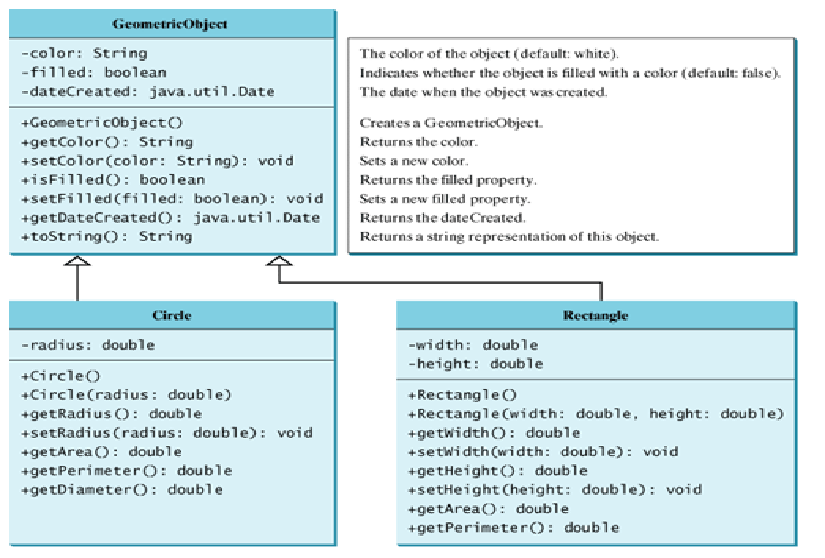 GeometricObject
-color: String
-filled: boolean
-dateCreated: java.util.Date
+GeometricObject()
+getColor(): String
+setColor(color: String): void
+isFilled(): boolean
+setFilled(filled: boolean): void
+getDateCreated(): java.util.Date
+toString(): String
The color of the object (default: white).
Indicates whether the object is filled with a color (default: false).
The date when the object was created.
Creates a GeometricObject.
Returns the color.
Sets a new color.
Returns the filled property.
Sets a new filled property.
Returns the dateCreated.
Returns a string representation of this object.
Circle
-radius: double
+Circle()
+Circle(radius: double)
+getRadius(): double
+setRadius(radius: double): void
+getArea(): double
+getPerimeter(): double
+getDiameter(): double
Rectangle
-width: double
-height: double
+Rectangle()
+Rectangle(width: double, height: double)
+getWidth(): double
+setWidth(width: double): void
+getHeight(): double
+setHeight(height: double): void
+getArea(): double
+getPerimeter(): double